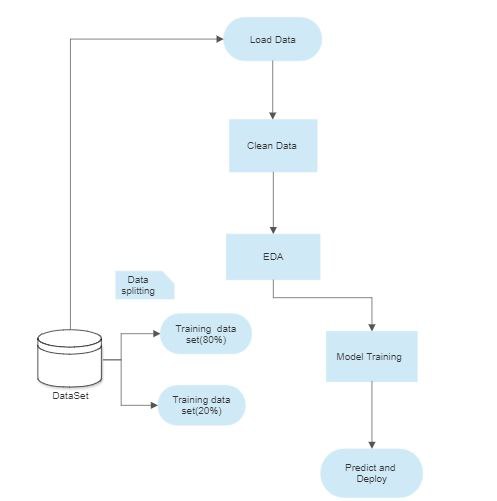 Load Data
Clean Data
EDA
Data
splitting
Training data
set(80%)
Model Training
DataSet
Training data
set(20%)
Predict and
Deploy